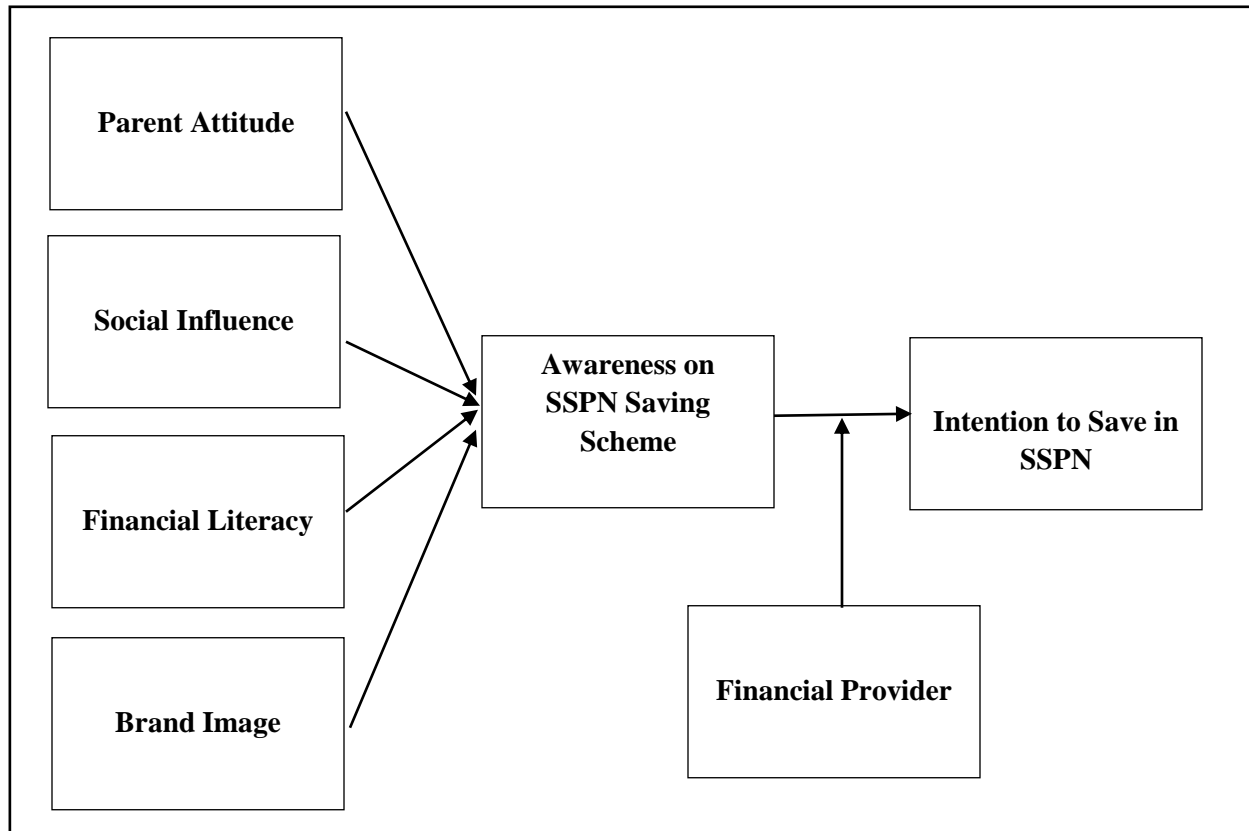 Parent Attitude
Social Influence
Financial Literacy
Brand Image
Awareness on
SSPN Saving
Scheme
Intention to Save in
SSPN
Financial Provider